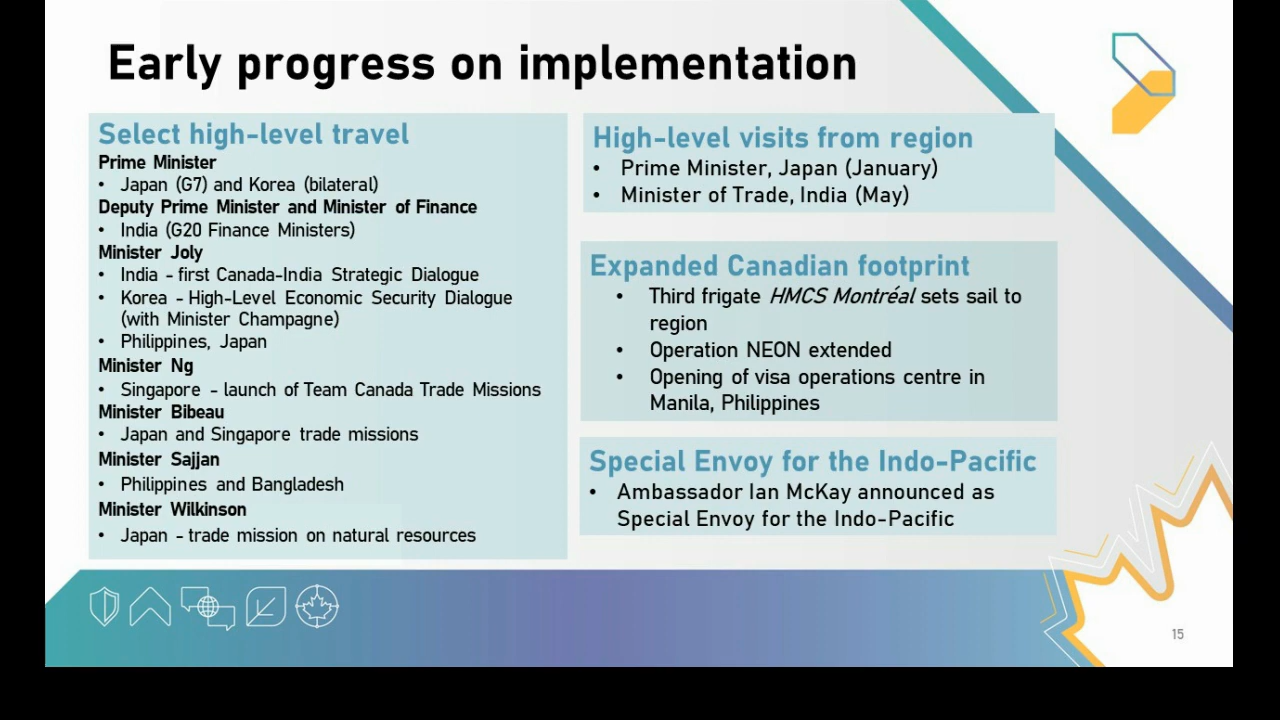 Early progress on implementation
Select high-level travel
Prime Minister
• Japan (G7) and Korea (bilateral)
Deputy Prime Minister and Minister of Finance
• India (G20 Finance Ministers)
Minister Joly
• India - first Canada-India Strategic Dialogue
• Korea - High-Level Economic Security Dialogue
(with Minister Champagne)
• Philippines, Japan
Minister Ng
• Singapore - launch of Team Canada Trade Missions
Minister Bibeau
• Japan and Singapore trade missions
Minister Sajjan
• Philippines and Bangladesh
Minister Wilkinson
• Japan - trade mission on natural resources
High-level visits from region
• Prime Minister, Japan (January)
• Minister of Trade, India (May)
Expanded Canadian footprint
• Third frigate HMCS Montréal sets sail to
region
• Operation NEON extended
• Opening of visa operations centre in
Manila, Philippines
Special Envoy for the Indo-Pacific
• Ambassador Ian McKay announced as
Special Envoy for the Indo-Pacific
15